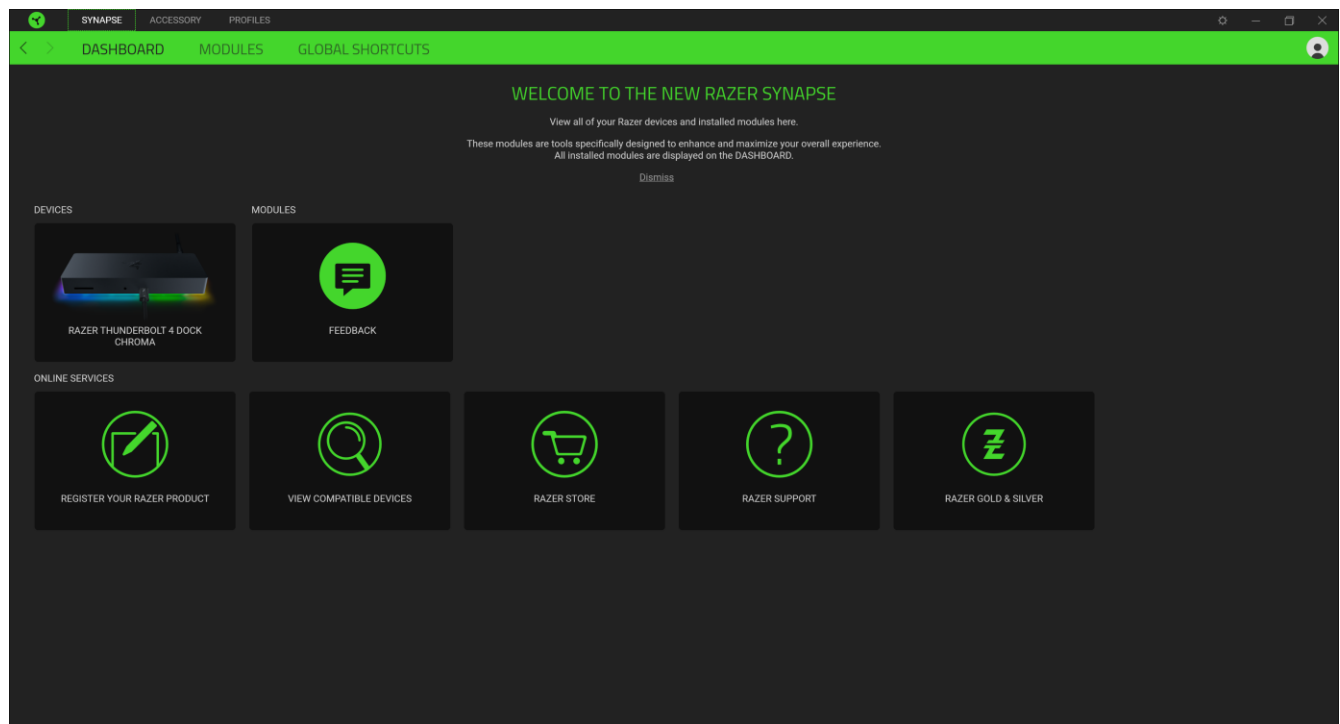 SYNAPSE ACCESSORY PROFILES
DASHBOARD MODULES GLOBAL SHORTCUTS
WELCOME TO THE NEW RAZER SYNAPSE
View all of your Razer devices and installed modules here.
These modules are tools specifically designed to enhance and maximize your overall experience.
All installed modules are displayed on the DASHBOARD.
Dismiss
DEVICES
MODULES
RAZER THUNDERBOLT 4 DOCK
CHROMA
FEEDBACK
ONLINE SERVICES
REGISTER YOUR RAZER PRODUCT
VIEW COMPATIBLE DEVICES
RAZER STORE
RAZER SUPPORT
RAZER GOLD & SILVER